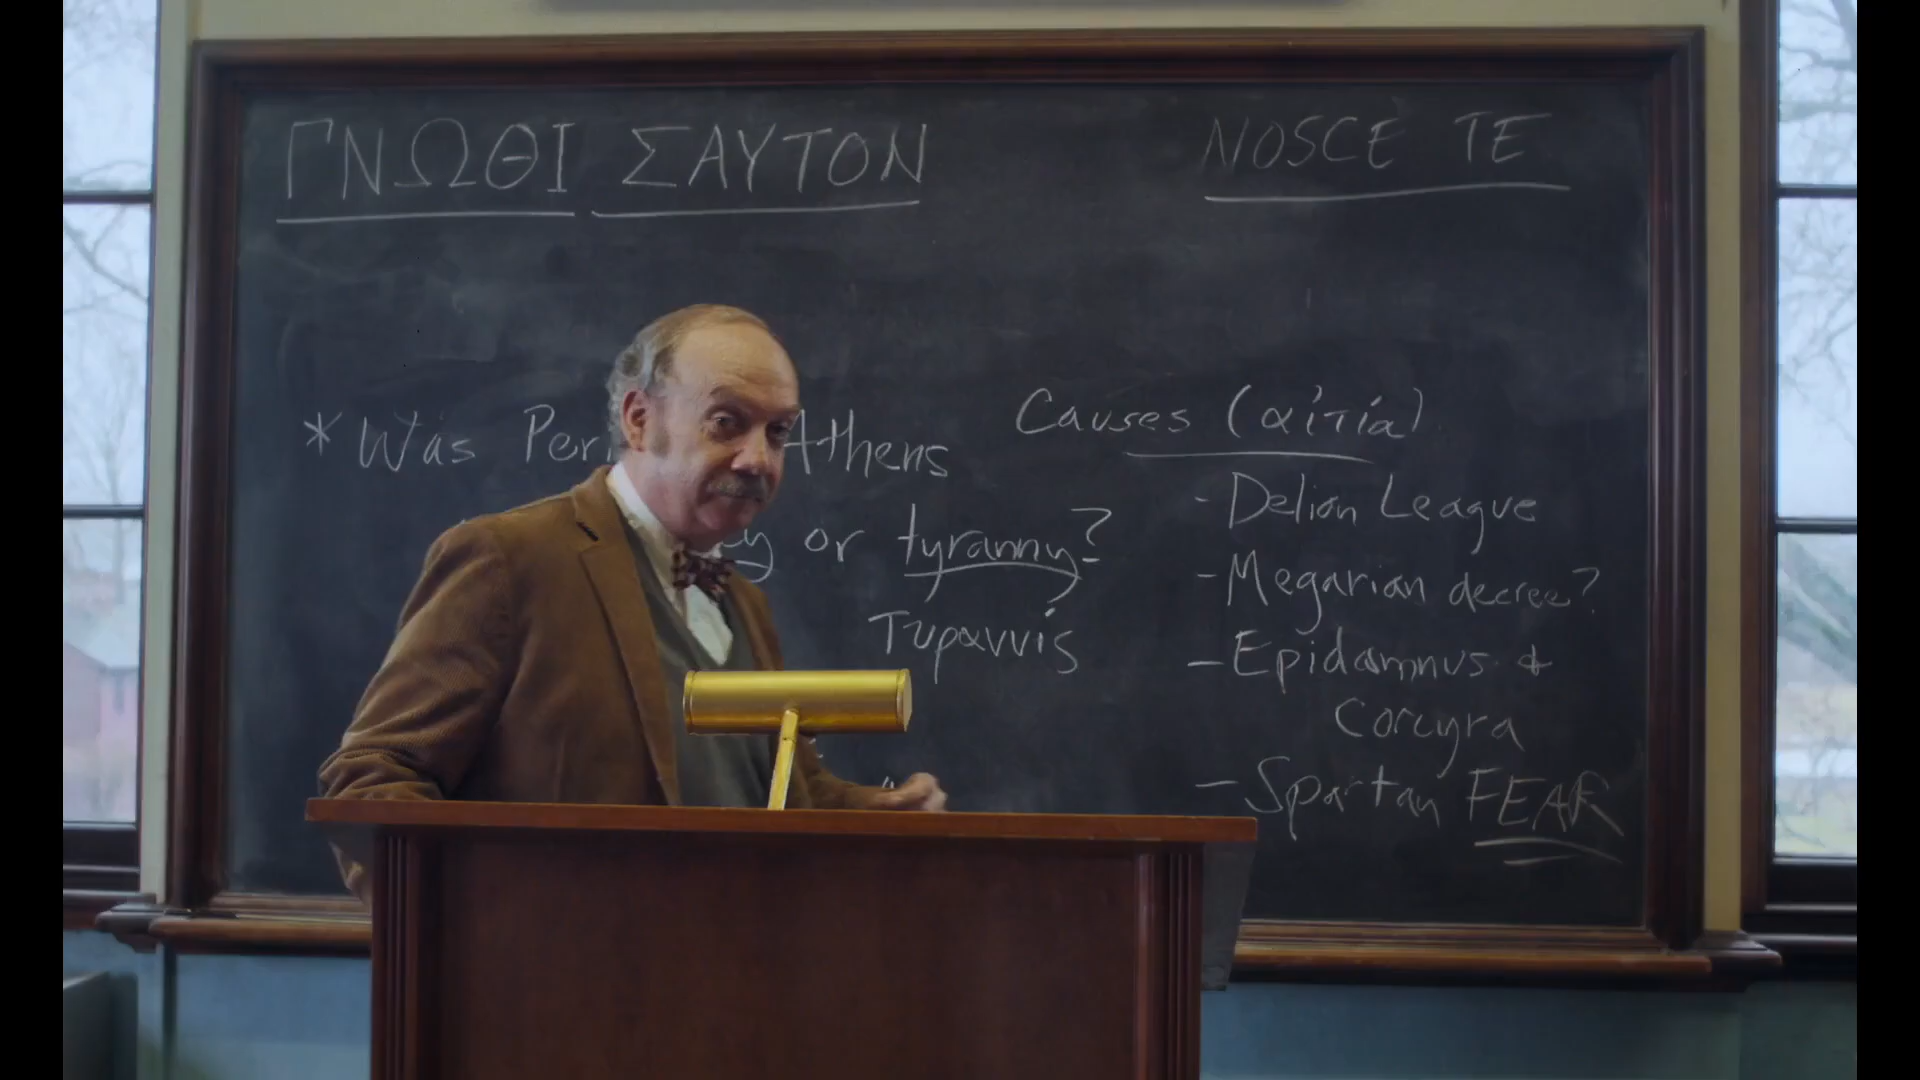 ΓΝΩΘΙ ΣΑΥΤΟΝ
NOSCE TE
* Was Athens
or tyranny?
Τυραννίς
Causes (αἰτία)
- Delian League
- Megarian decree?
- Epidamnus &
Corcyra
- Spartan FEAR